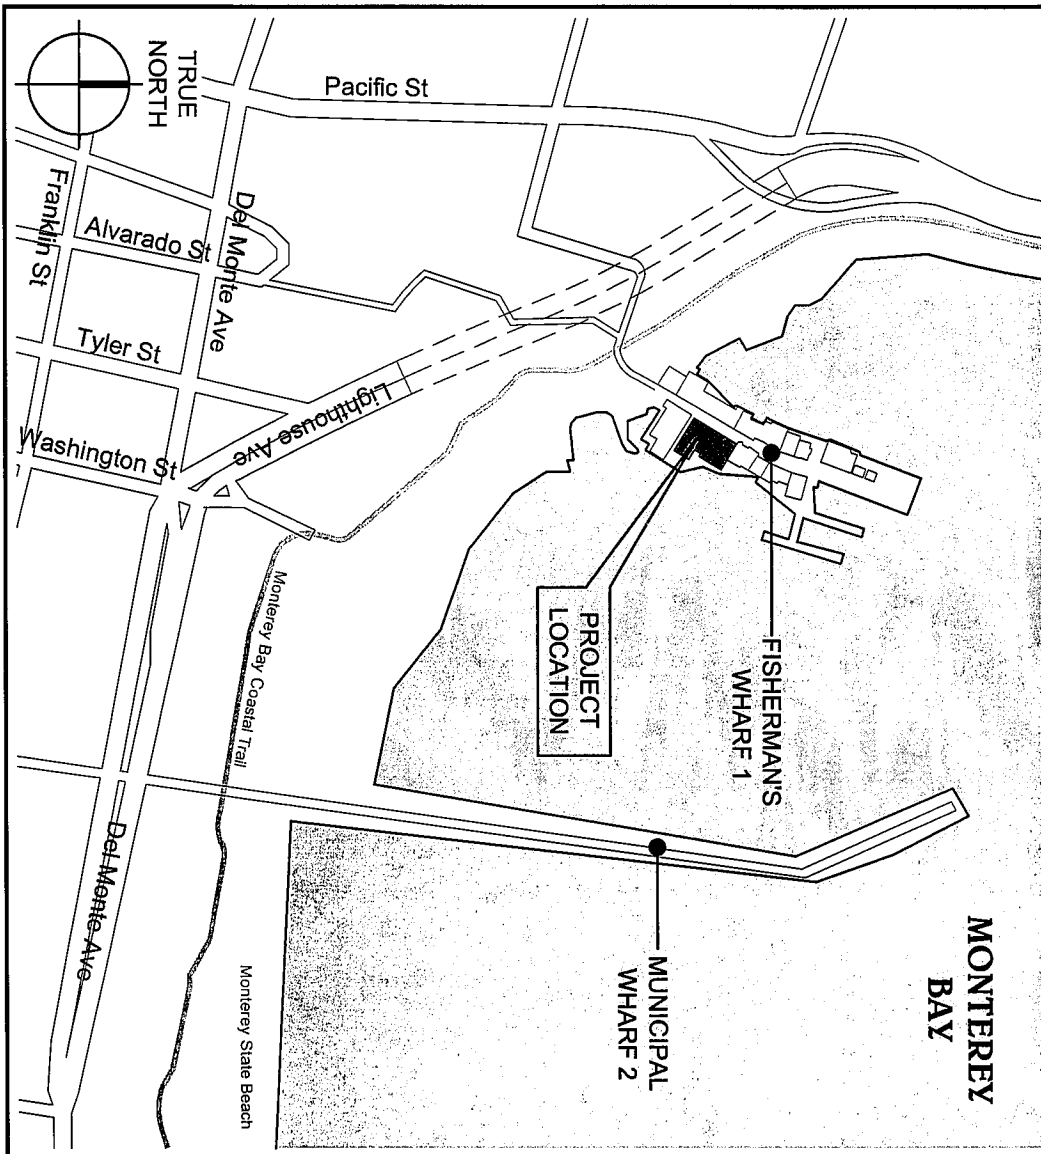 TRUE
NORTH
Pacific St
Franklin St
Alvarado St
Del Monte Ave
Tyler St
Washington St
Lighthouse Ave
Monterey Bay Coastal Trail
Del Monte Ave
Monterey State Beach
PROJECT
LOCATION
FISHERMAN'S
WHARF 1
MUNICIPAL
WHARF 2
MONTEREY
BAY